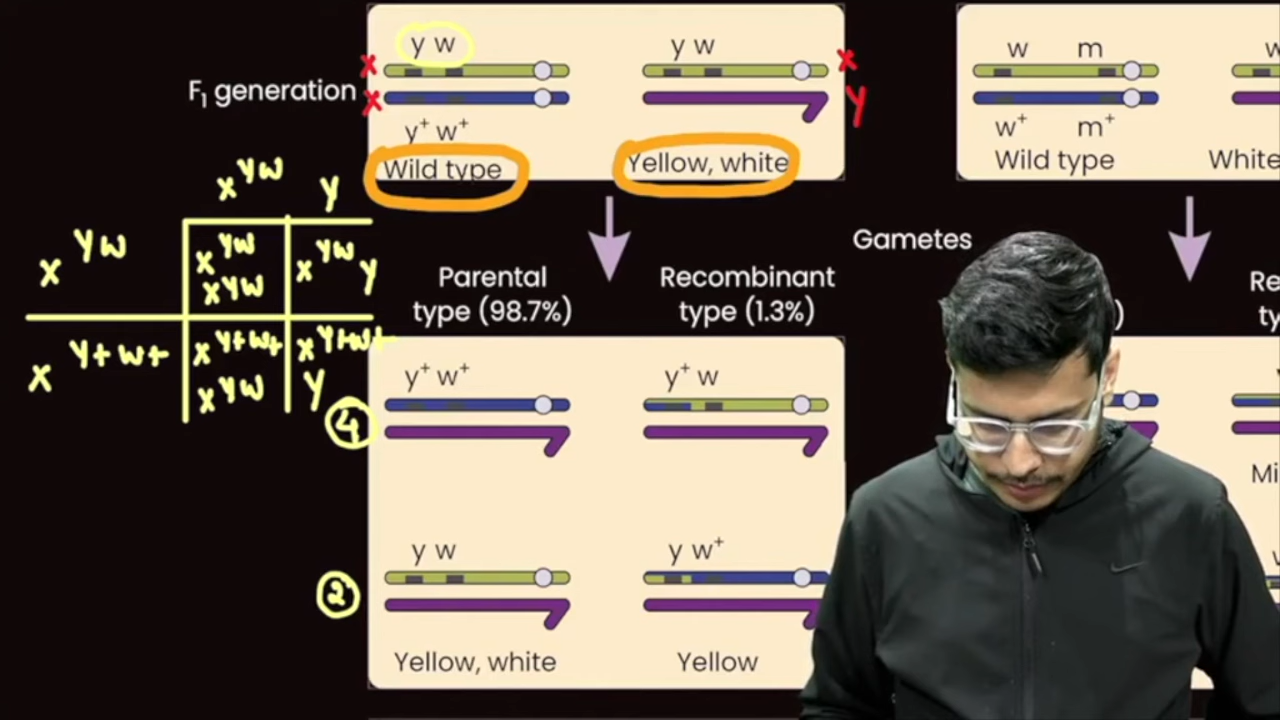 y w
y w
w m
w
X
X
X
y
F₁ generation
y⁺ w⁺
w⁺ m⁺
Wild type
Yellow, white
Wild type
White
x^yw y
Gametes
x^yw
x^yw
x^yw
x^yw
y
Parental
type (98.7%)
Recombinant
type (1.3%)
Re
ty
)
x^y+w+
x^y+w+
x^yw
x^y+w+
y
y⁺ w⁺
y⁺ w
4
Mi
y w
y w⁺
2
Yellow, white
Yellow